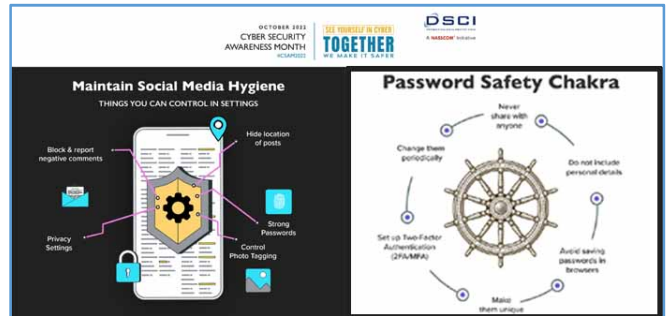 OCTOBER 2022
CYBER SECURITY
AWARENESS MONTH
#CSAM2022
SEE YOURSELF IN CYBER
TOGETHER
WE MAKE IT SAFER
DSCI
A NASSCOM® Initiative
Maintain Social Media Hygiene
THINGS YOU CAN CONTROL IN SETTINGS
Block & report
negative comments
Hide location
of posts
Strong
Passwords
Privacy
Settings
Control
Photo Tagging
Password Safety Chakra
Never
share with
anyone
Change them
periodically
Do not include
personal details
Set up Two-Factor
Authentication
(2FA/MFA)
Avoid saving
passwords in
browsers
Make
them unique